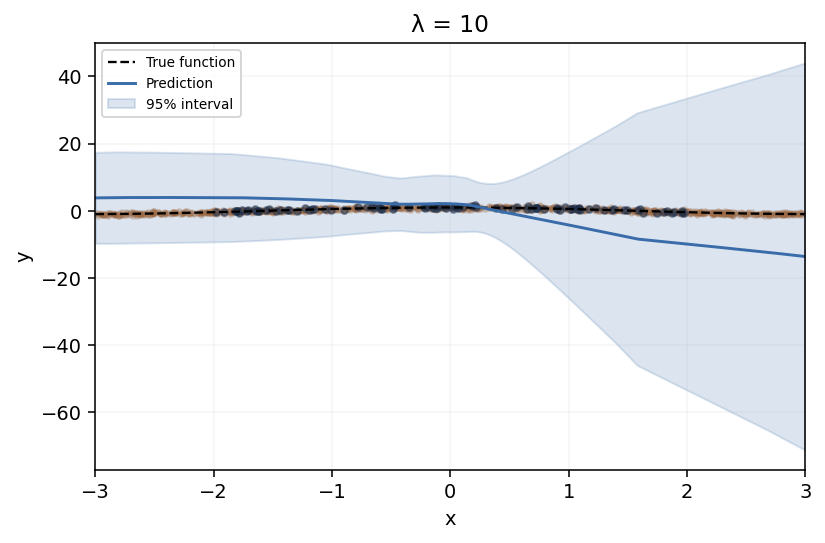 λ = 10
True function
Prediction
95% interval
40
20
0
−20
−40
−60
y
−3 −2 −1 0 1 2 3
x